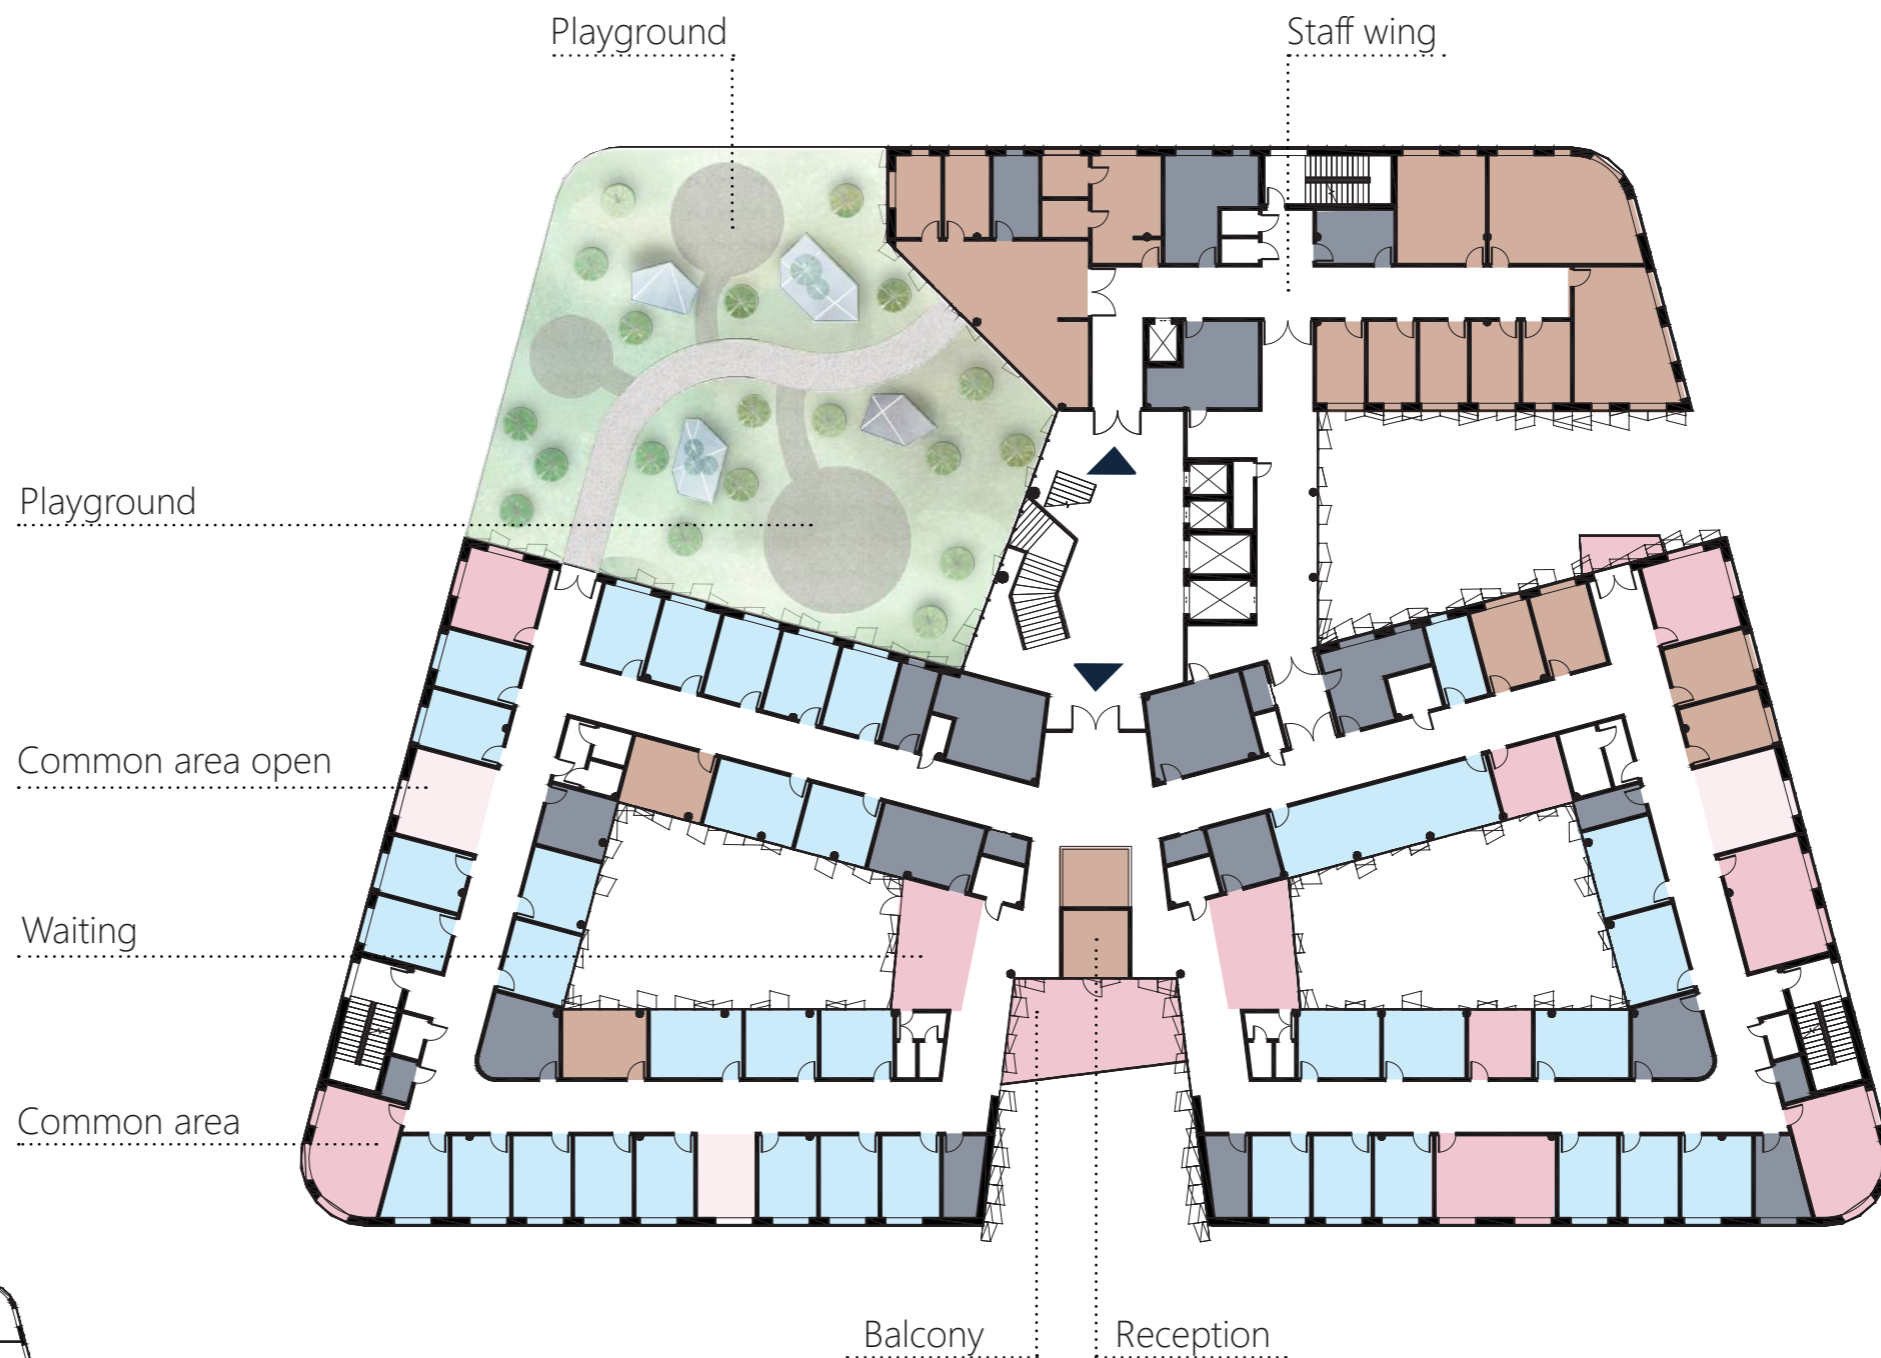 Playground
Staff wing
Playground
Common area open
Waiting
Common area
Balcony
Reception